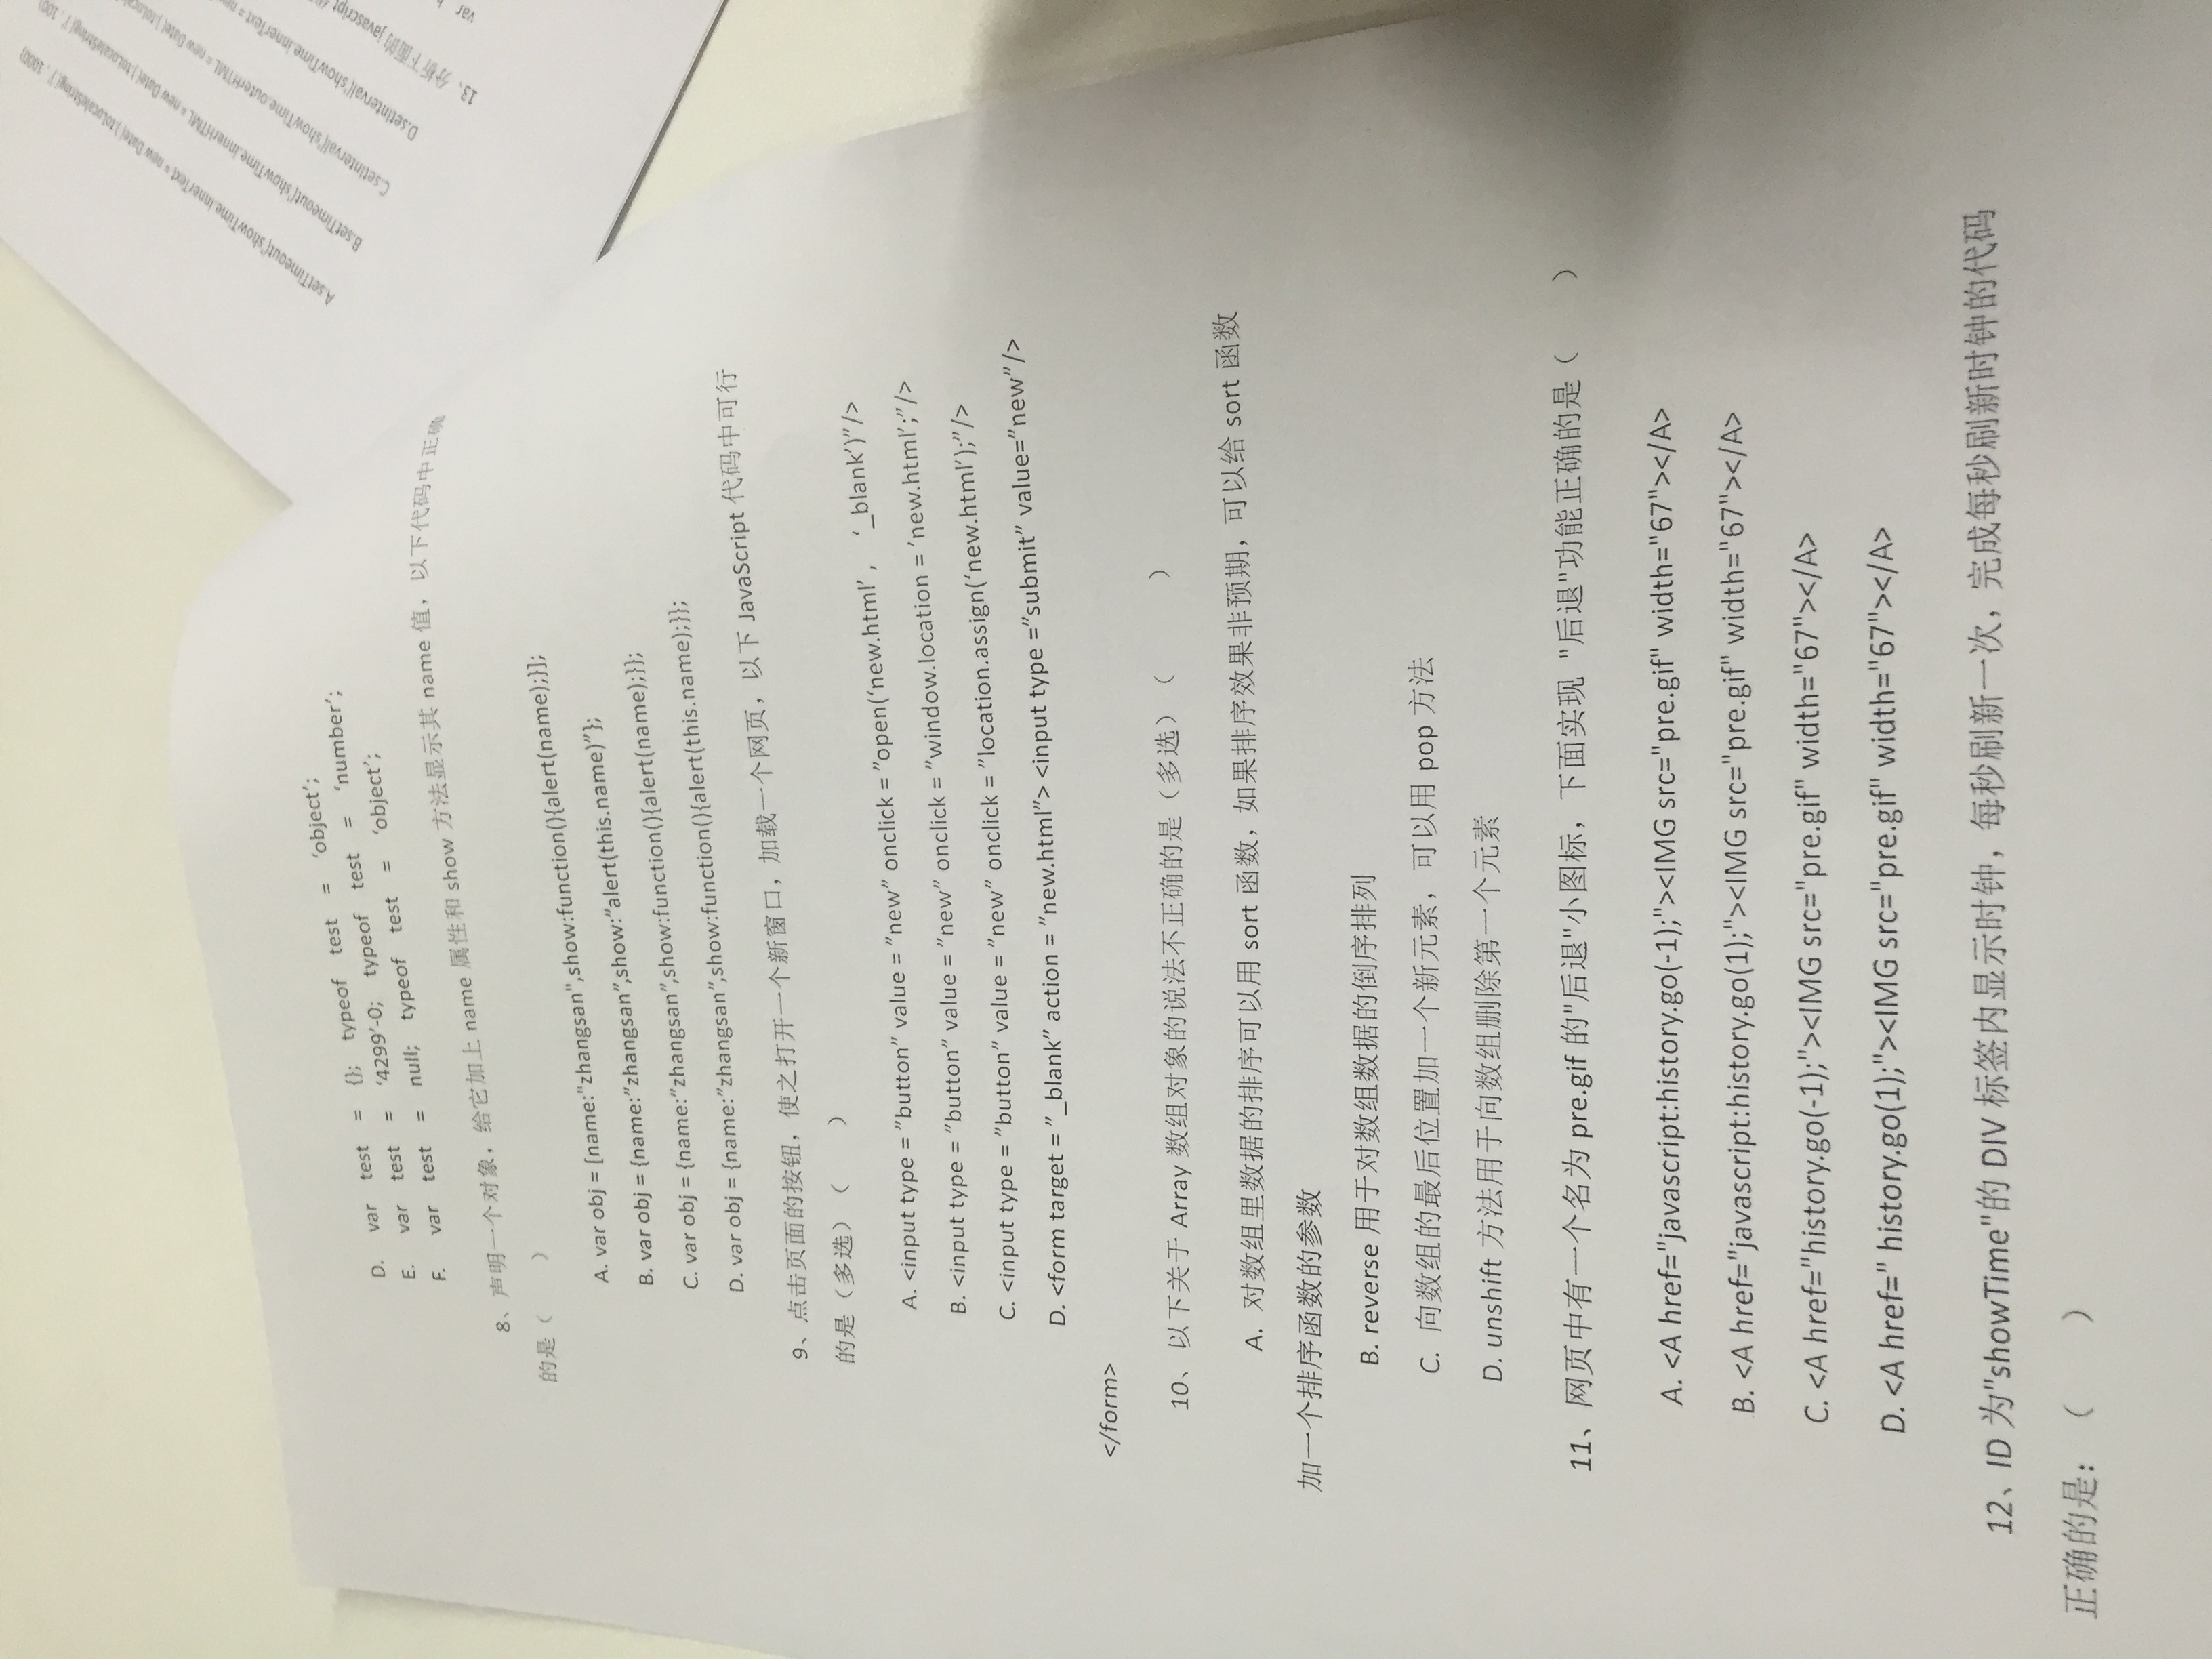 D. var test = {}; typeof test = ‘object’;
E. var test = ‘4299’-0; typeof test = ‘number’;
F. var test = null; typeof test = ‘object’;
8、声明一个对象，给它加上 name 属性和 show 方法显示其 name 值，以下代码中正确
的是（ ）
A. var obj = [name:"zhangsan",show:function(){alert(name);}];
B. var obj = {name:”zhangsan”,show:”alert(this.name)”};
C. var obj = {name:”zhangsan”,show:function(){alert(name);}};
D. var obj = {name:”zhangsan”,show:function(){alert(this.name);}};
9、点击页面的按钮，使之打开一个新窗口，加载一个网页，以下 JavaScript 代码中可行
的是（多选）（ ）
A. <input type = ”button” value = ”new” onclick = ”open(‘new.html’ , ‘_blank’)”/>
B. <input type = ”button” value = ”new” onclick = ”window.location = ’new.html’;”/>
C. <input type = ”button” value = ”new” onclick = ”location.assign(‘new.html’);”/>
D. <form target = ”_blank” action = ”new.html”> <input type =”submit” value=”new”/>
</form>
10、以下关于 Array 数组对象的说法不正确的是（多选）（ ）
A. 对数组里数据的排序可以用 sort 函数，如果排序效果非预期，可以给 sort 函数
加一个排序函数的参数
B. reverse 用于对数组数据的倒序排列
C. 向数组的最后位置加一个新元素，可以用 pop 方法
D. unshift 方法用于向数组删除第一个元素
11、网页中有一个名为 pre.gif 的"后退"小图标，下面实现 "后退"功能正确的是（ ）
A. <A href="javascript:history.go(-1);"><IMG src="pre.gif" width="67"></A>
B. <A href="javascript:history.go(1);"><IMG src="pre.gif" width="67"></A>
C. <A href="history.go(-1);"><IMG src="pre.gif" width="67"></A>
D. <A href=" history.go(1);"><IMG src="pre.gif" width="67"></A>
12、ID 为"showTime"的 DIV 标签内显示时钟，每秒刷新一次，完成每秒刷新时钟的代码
正确的是：（ ）
A.setTimeout('showTime.innerText = new Date( ).toLocaleString( )' , 1000)
B.setTimeout('showTime.innerHTML = new Date( ).toLocaleString( )' ,
C.setInterval('showTime.outerHTML = new Date( ).
D.setInterval('showTime.innerText =
13、分析下面的 javascript
var